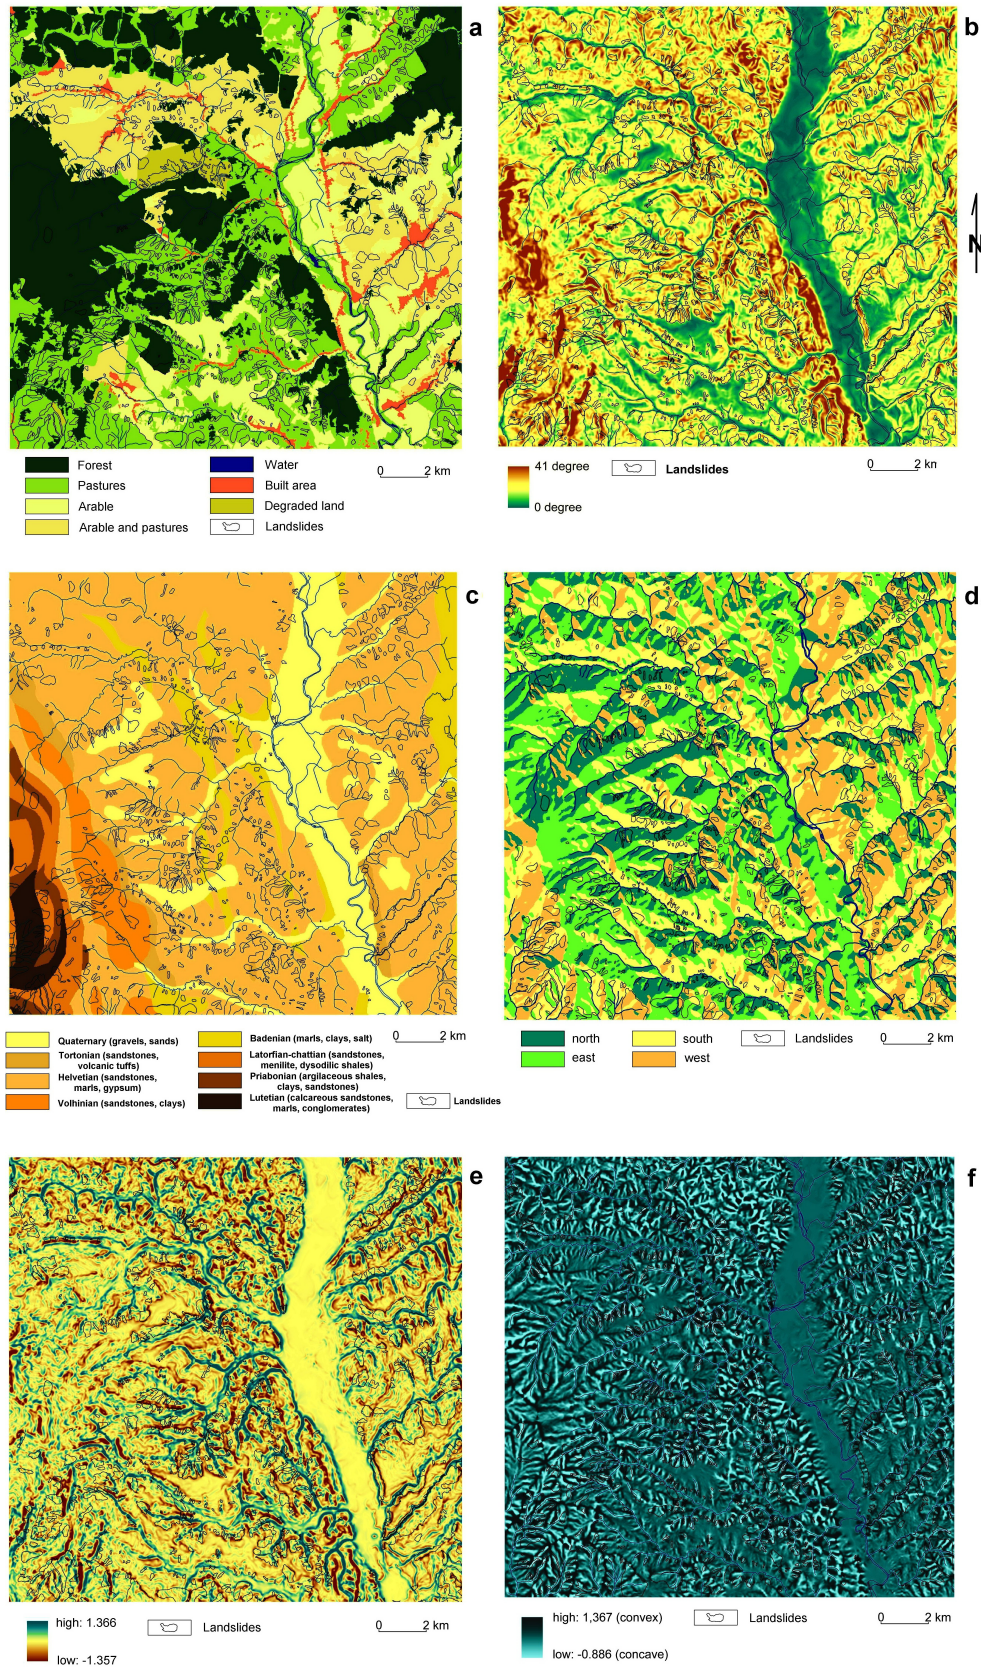 a
b
N
Forest
Pastures
Arable
Arable and pastures
Water
Built area
Degraded land
Landslides
0 2 km
41 degree
0 degree
Landslides
0 2 km
c
d
Quaternary (gravels, sands)
Tortonian (sandstones,
volcanic tuffs)
Helvetian (sandstones,
marls, gypsum)
Volhinian (sandstones, clays)
Badenian (marls, clays, salt)
Latorfian-chattian (sandstones,
menilite, dysodilic shales)
Priabonian (argilaceous shales,
clays, sandstones)
Lutetian (calcareous sandstones,
marls, conglomerates)
0 2 km
Landslides
north
east
south
west
Landslides
0 2 km
e
f
high: 1.366
low: -1.357
Landslides
0 2 km
high: 1,367 (convex)
low: -0.886 (concave)
Landslides
0 2 km